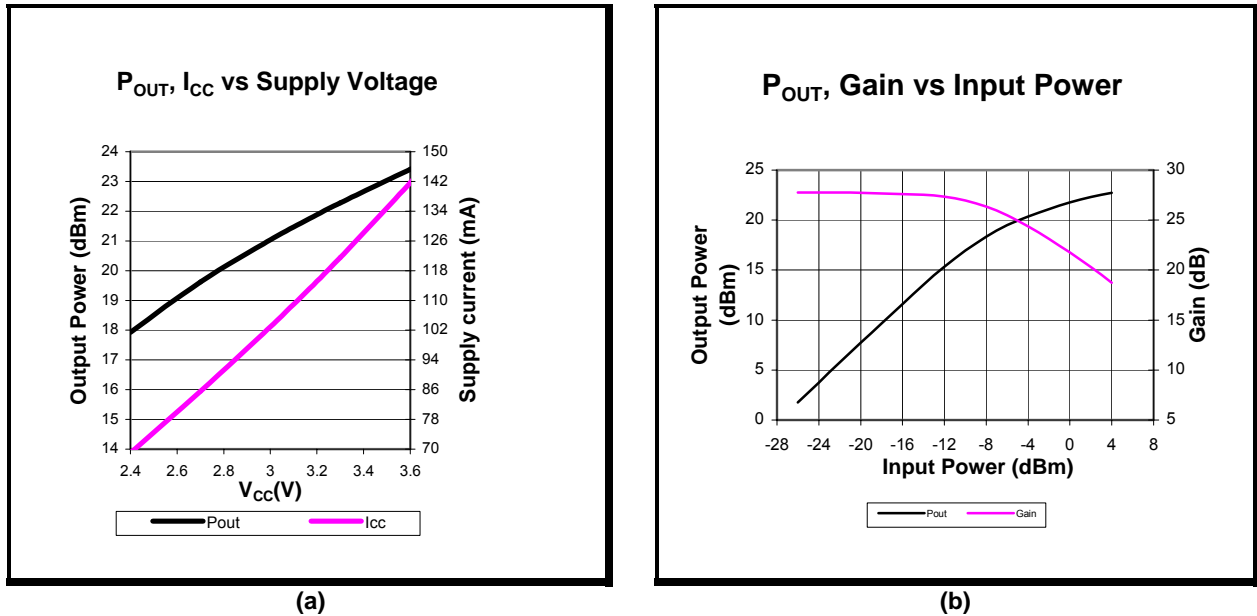 P_OUT, I_CC vs Supply Voltage
Output Power (dBm)
24
23
22
21
20
19
18
17
16
15
14
150
142
134
126
118
110
102
94
86
78
70
Supply current (mA)
2.4 2.6 2.8 3 3.2 3.4 3.6
V_CC(V)
Pout Icc
(a)
P_OUT, Gain vs Input Power
Output Power
(dBm)
25
20
15
10
5
0
30
25
20
15
10
5
Gain (dB)
-28 -24 -20 -16 -12 -8 -4 0 4 8
Input Power (dBm)
Pout Gain
(b)